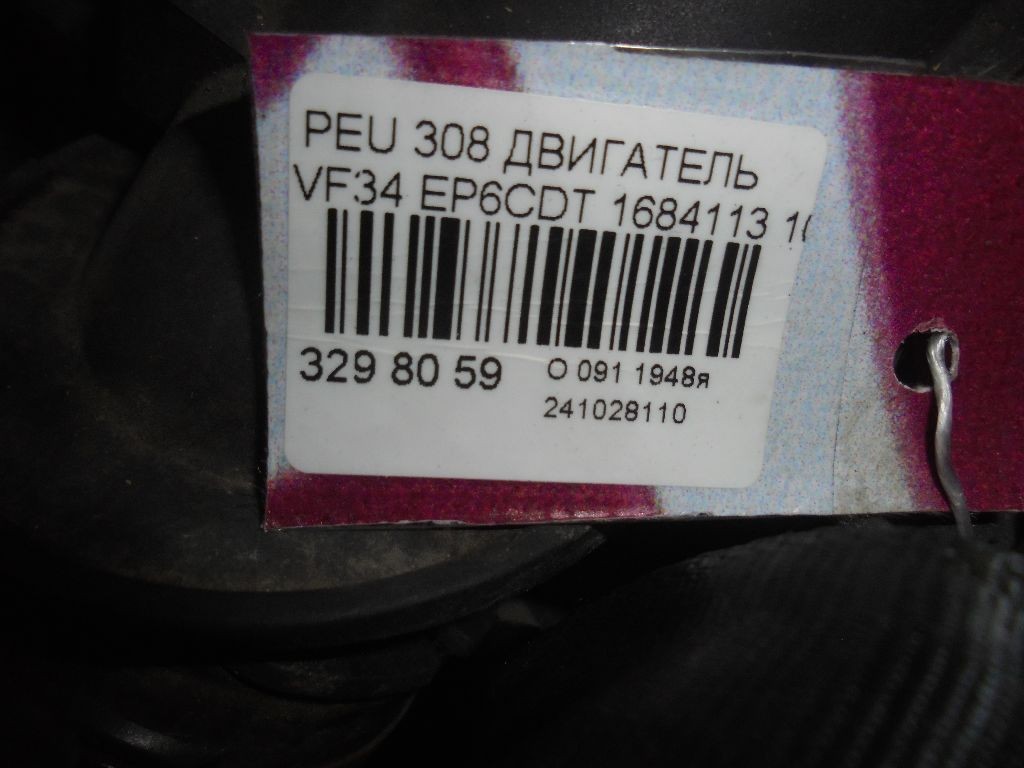 PEU 308 ДВИГАТЕЛЬ
VF34 EP6CDT 1684113
329 80 59
О 091 1948я
241028110